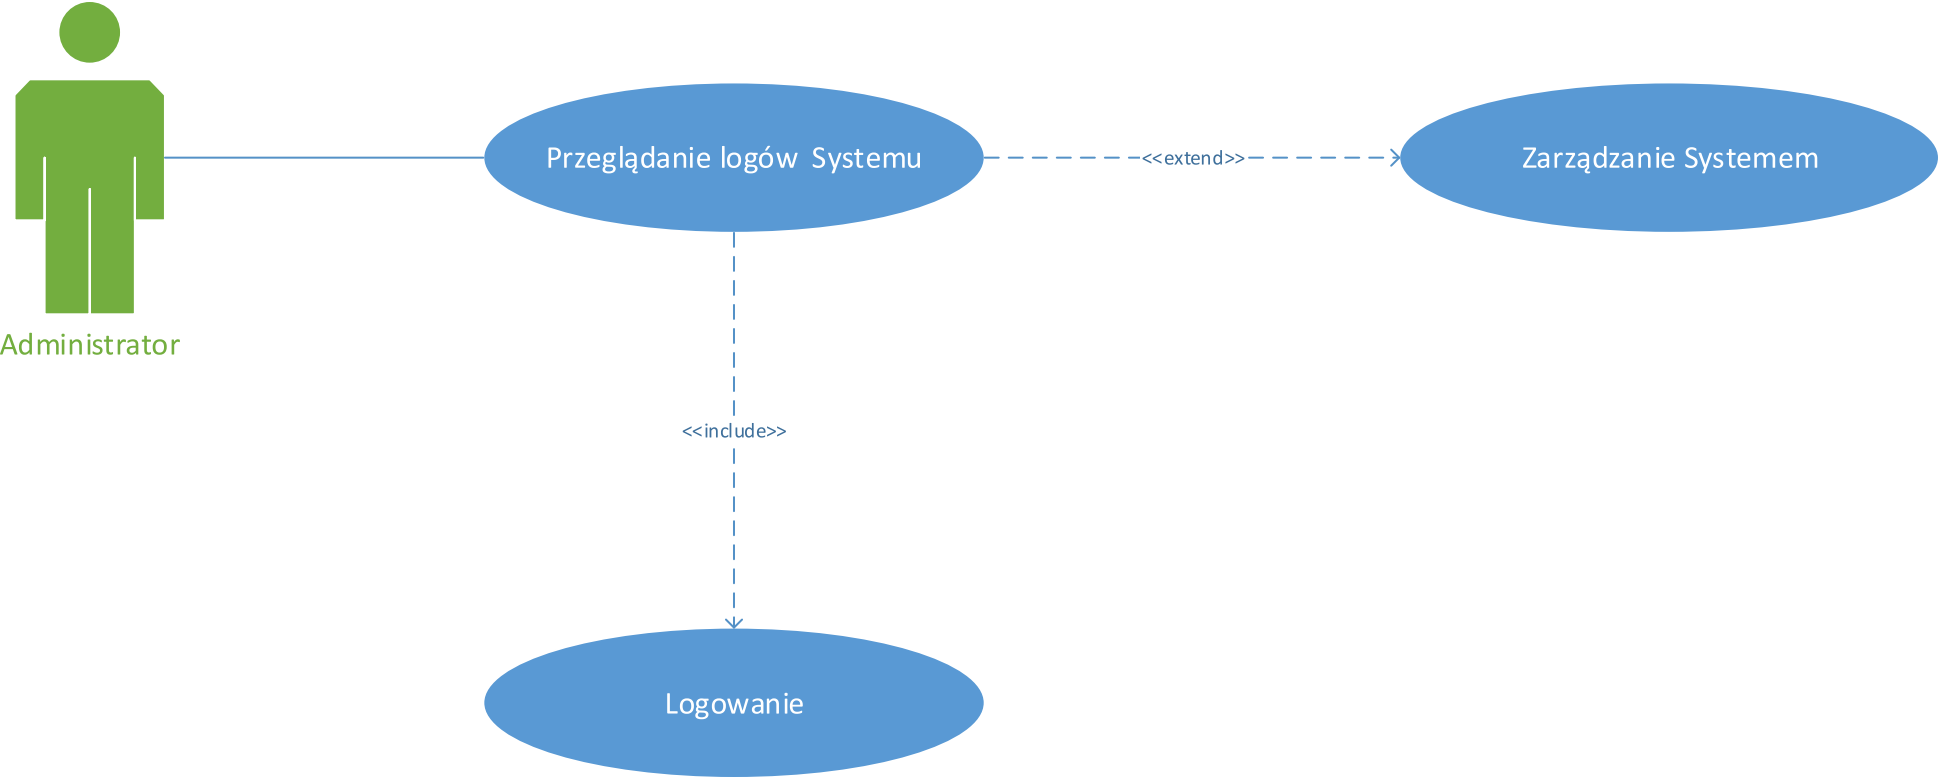 Przeglądanie logów  Systemu
<<extend>>
Zarządzanie Systemem
Administrator
<<include>>
Logowanie